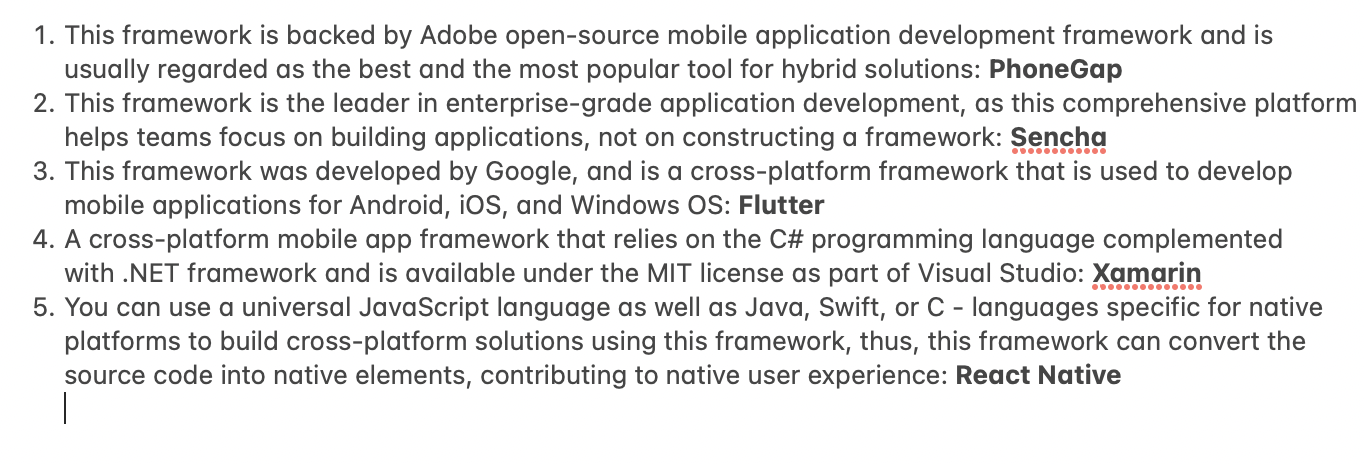 1. This framework is backed by Adobe open-source mobile application development framework and is
usually regarded as the best and the most popular tool for hybrid solutions: PhoneGap
2. This framework is the leader in enterprise-grade application development, as this comprehensive platform
helps teams focus on building applications, not on constructing a framework: Sencha
3. This framework was developed by Google, and is a cross-platform framework that is used to develop
mobile applications for Android, iOS, and Windows OS: Flutter
4. A cross-platform mobile app framework that relies on the C# programming language complemented
with .NET framework and is available under the MIT license as part of Visual Studio: Xamarin
5. You can use a universal JavaScript language as well as Java, Swift, or C - languages specific for native
platforms to build cross-platform solutions using this framework, thus, this framework can convert the
source code into native elements, contributing to native user experience: React Native